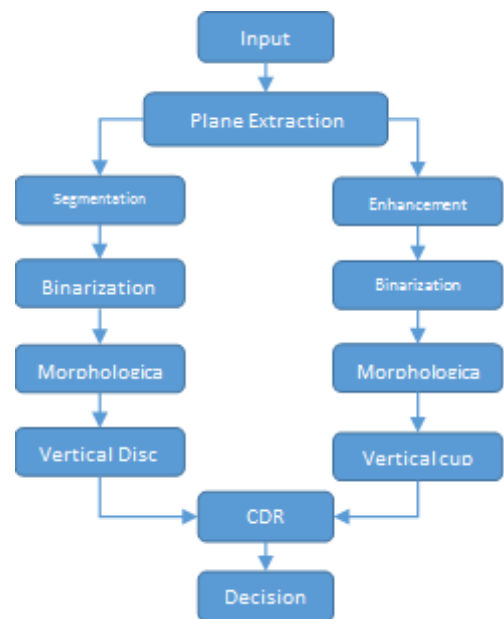 Input
Plane Extraction
Segmentation
Enhancement
Binarization
Binarization
Morphologica
Morphologica
Vertical Disc
Vertical cup
CDR
Decision